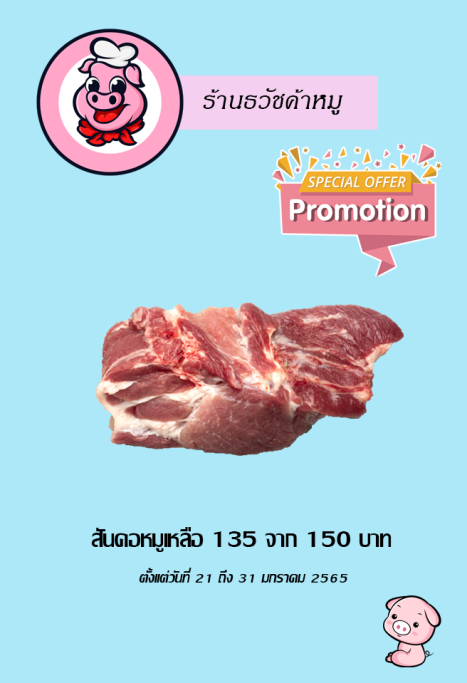 ร้านธวัชค้าหมู
SPECIAL OFFER
Promotion
สันคอหมูเหลือ 135 จาก 150 บาท
ตั้งแต่วันที่ 21 ถึง 31 มกราคม 2565